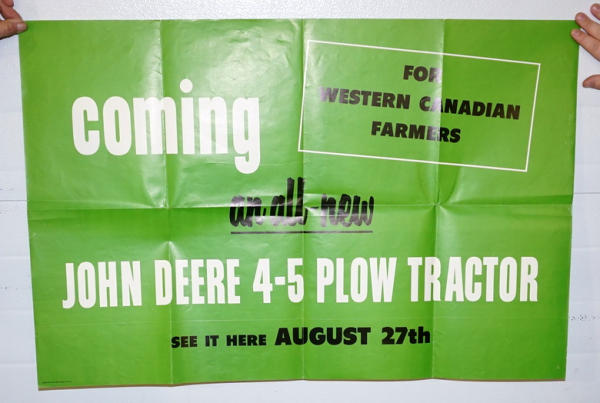 coming
FOR
WESTERN CANADIAN
FARMERS
an all new
JOHN DEERE 4-5 PLOW TRACTOR
SEE IT HERE AUGUST 27th